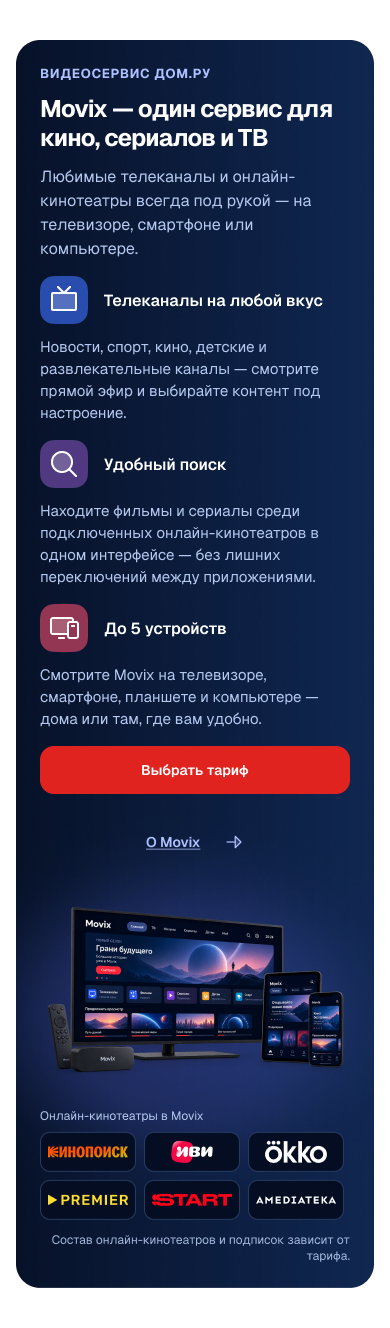 ВИДЕОСЕРВИС ДОМ.РУ
Movix — один сервис для
кино, сериалов и ТВ
Любимые телеканалы и онлайн-
кинотеатры всегда под рукой — на
телевизоре, смартфоне или
компьютере.
Телеканалы на любой вкус
Новости, спорт, кино, детские и
развлекательные каналы — смотрите
прямой эфир и выбирайте контент под
настроение.
Удобный поиск
Находите фильмы и сериалы среди
подключенных онлайн-кинотеатров в
одном интерфейсе — без лишних
переключений между приложениями.
До 5 устройств
Смотрите Movix на телевизоре,
смартфоне, планшете и компьютере —
дома или там, где вам удобно.
Выбрать тариф
О Movix
Movix
Грани будущего
Продолжить просмотр
Movix
Movix
Онлайн-кинотеатры в Movix
КИНОПОИСК
иви
ökko
PREMIER
START
AMEDIATEKA
Состав онлайн-кинотеатров и подписок зависит от
тарифа.